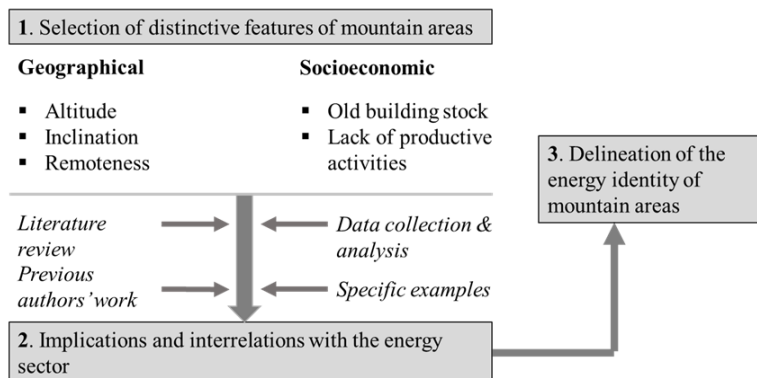 1. Selection of distinctive features of mountain areas
Geographical
▪ Altitude
▪ Inclination
▪ Remoteness
Socioeconomic
▪ Old building stock
▪ Lack of productive
activities
Literature
review
Previous
authors’ work
Data collection &
analysis
Specific examples
2. Implications and interrelations with the energy
sector
3. Delineation of the
energy identity of
mountain areas